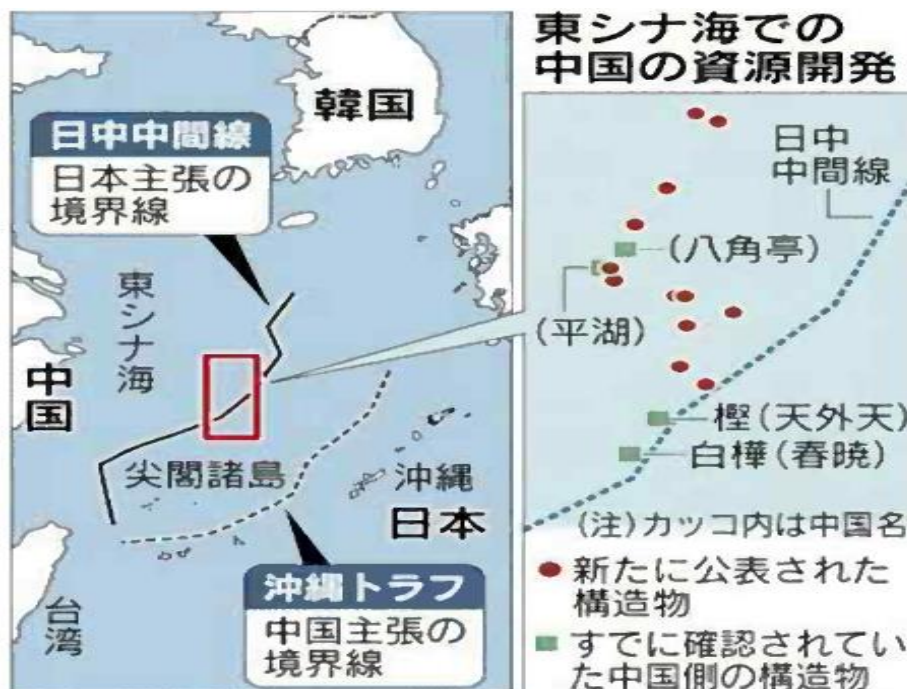 東シナ海での
中国の資源開発
韓国
日中中間線
日本主張の
境界線
東シナ海
中国
尖閣諸島
沖縄
日本
沖縄トラフ
中国主張の
境界線
台湾
日中
中間線
(八角亭)
(平湖)
樫(天外天)
白樺(春暁)
(注)カッコ内は中国名
新たに公表された
構造物
すでに確認されてい
た中国側の構造物